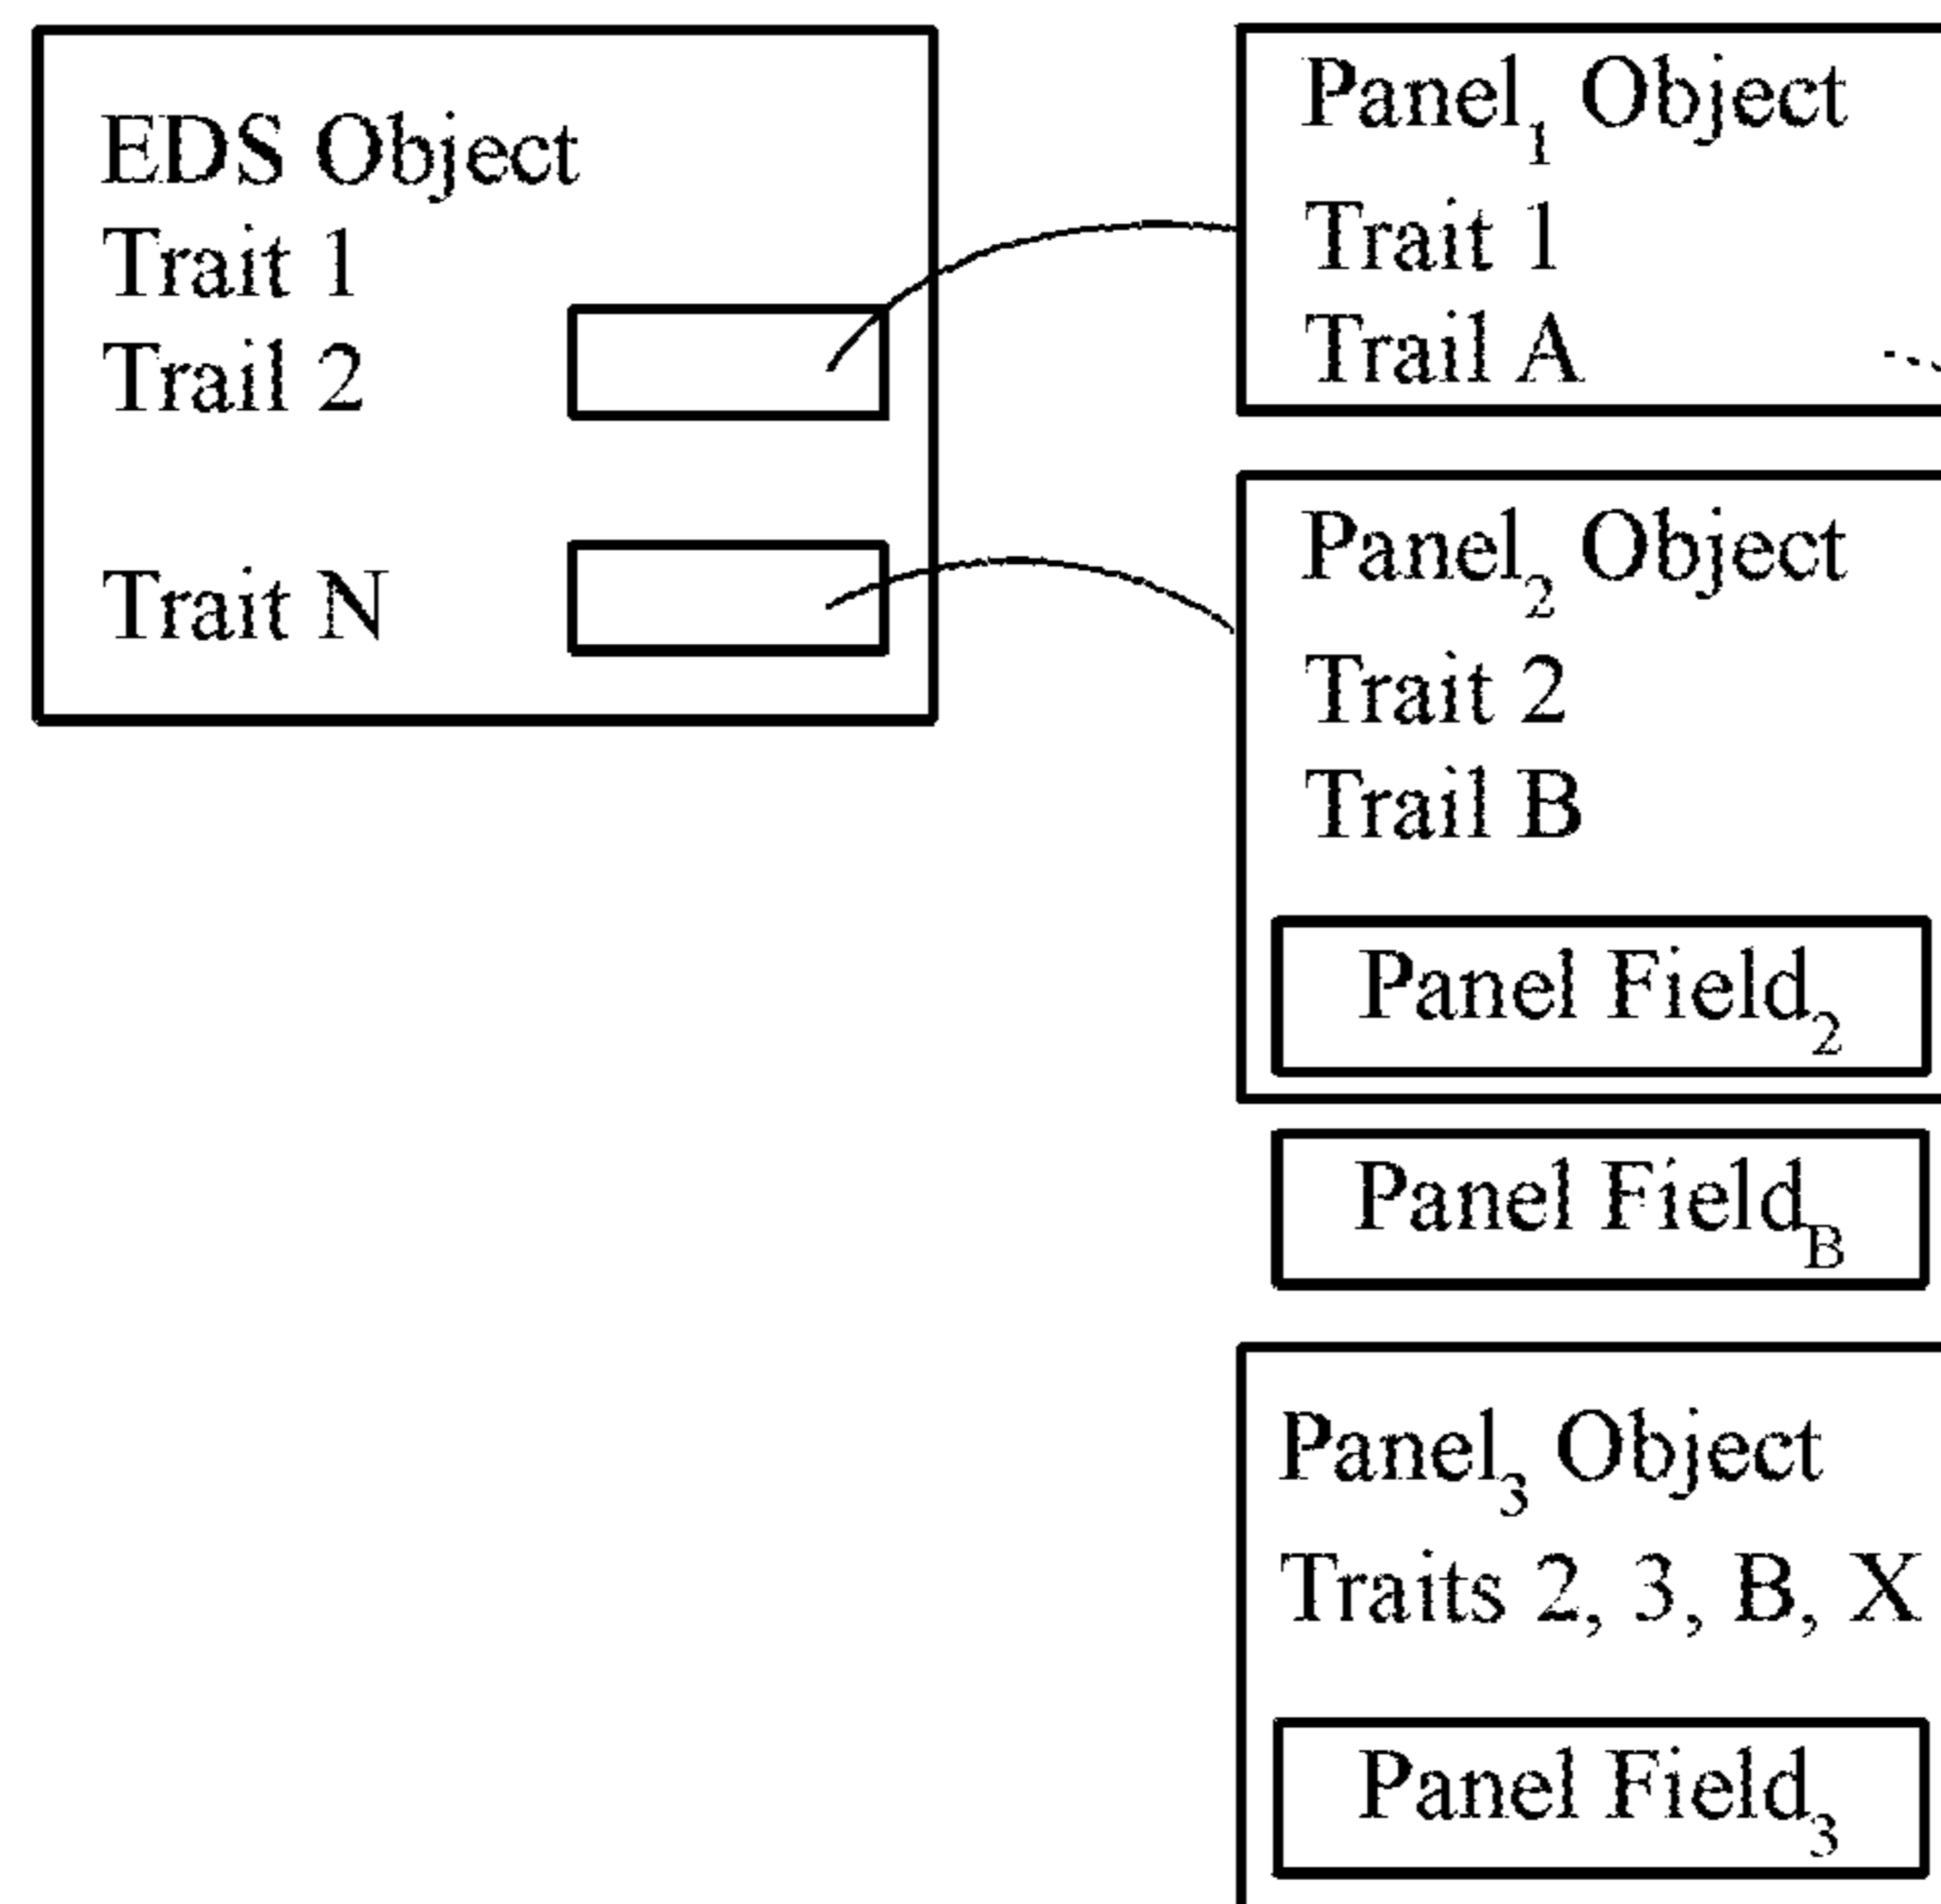 EDS Object
Trait 1
Trail 2
Trait N
Panel₁ Object
Trait 1
Trail A
Panel₂ Object
Trait 2
Trail B
Panel Field₂
Panel Field_B
Panel₃ Object
Traits 2, 3, B, X
Panel Field₃